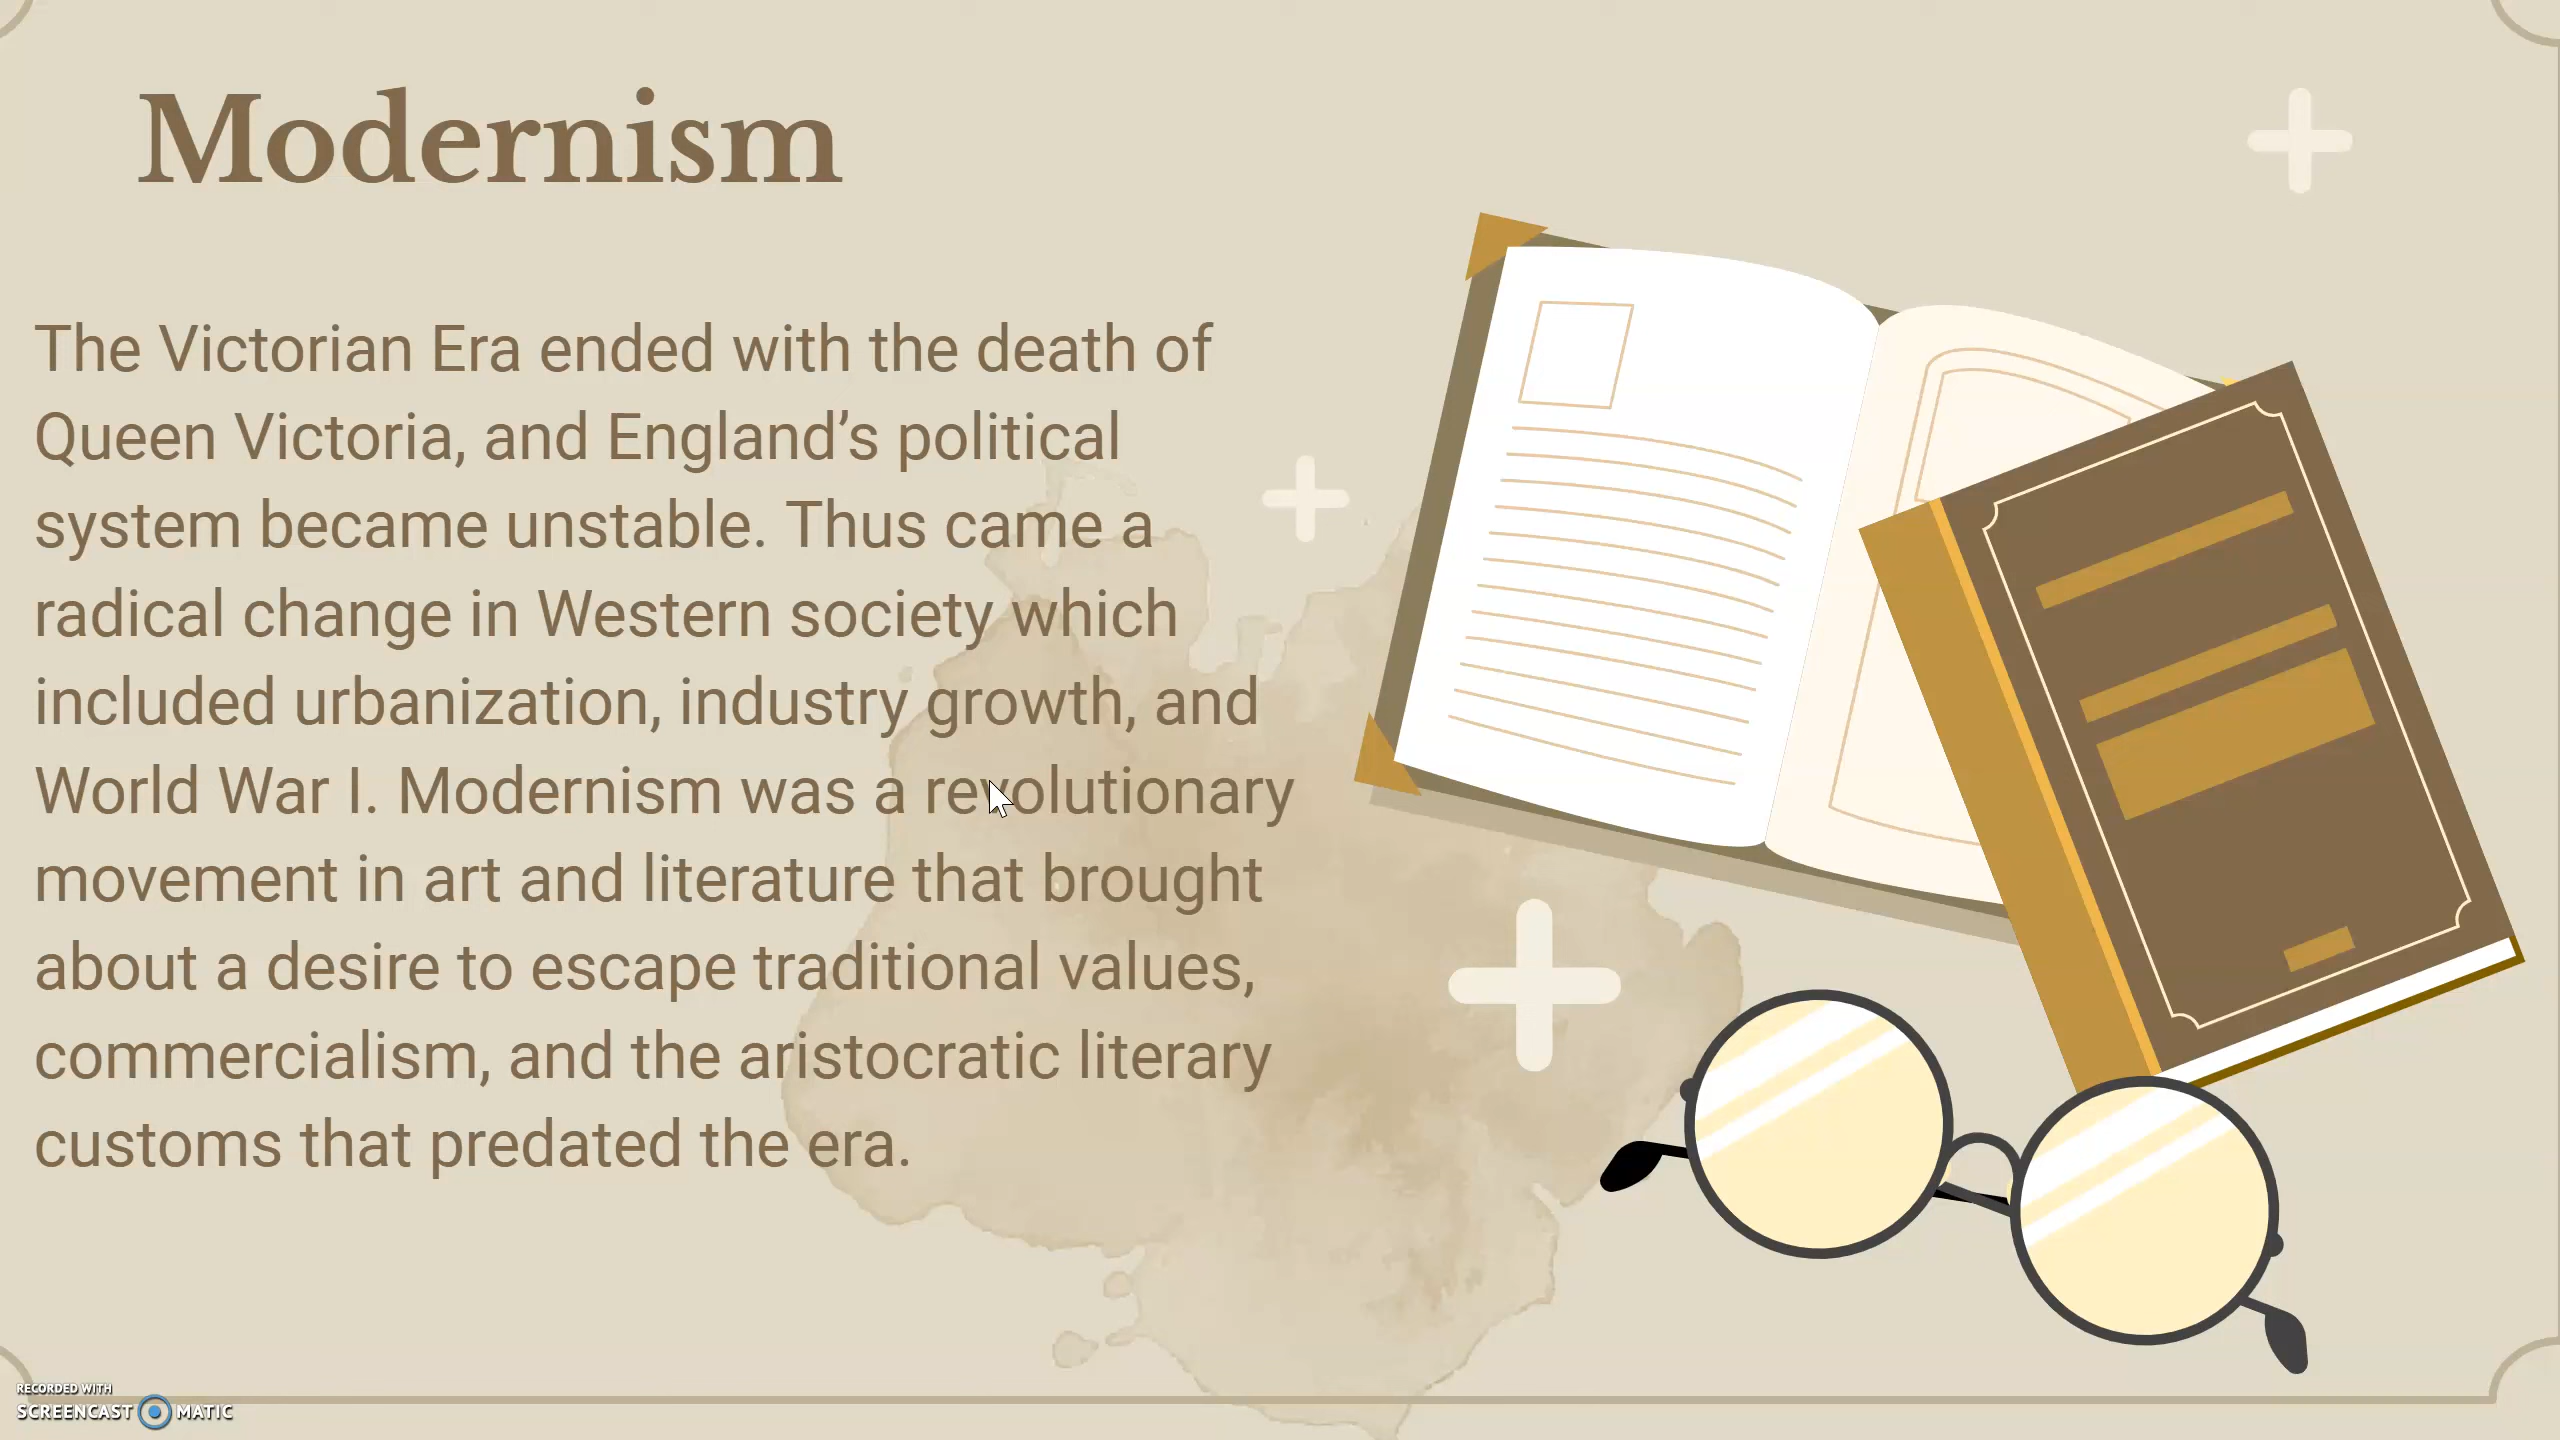 Modernism
The Victorian Era ended with the death of
Queen Victoria, and England’s political
system became unstable. Thus came a
radical change in Western society which
included urbanization, industry growth, and
World War I. Modernism was a revolutionary
movement in art and literature that brought
about a desire to escape traditional values,
commercialism, and the aristocratic literary
customs that predated the era.
RECORDED WITH
SCREENCAST MATIC